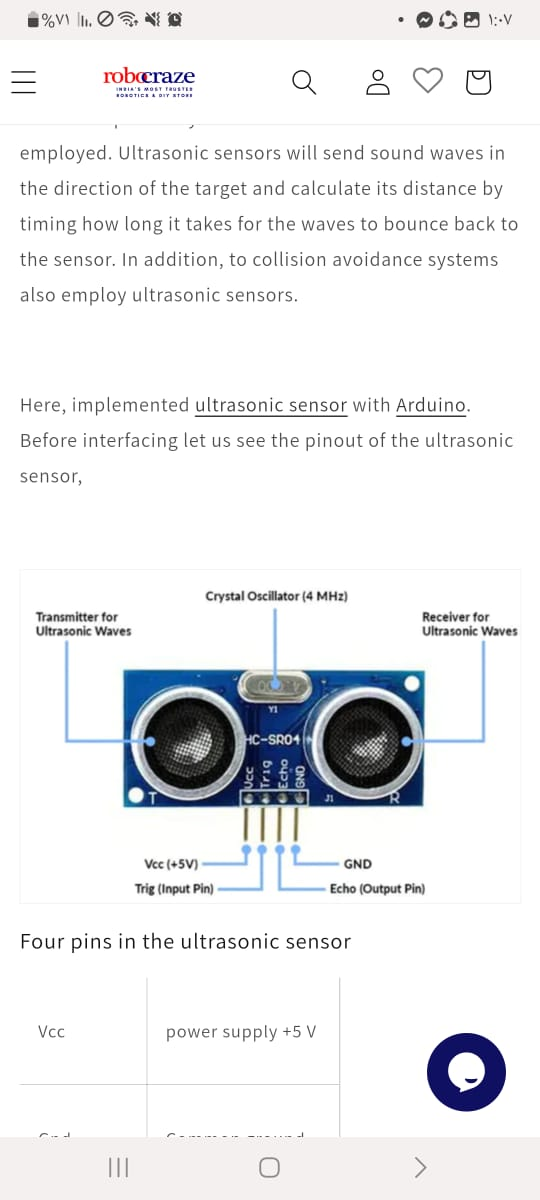 %٧١
١:٠٧
robocraze
INDIA'S MOST TRUSTED
ROBOTICS & DIY STORE
employed. Ultrasonic sensors will send sound waves in
the direction of the target and calculate its distance by
timing how long it takes for the waves to bounce back to
the sensor. In addition, to collision avoidance systems
also employ ultrasonic sensors.
Here, implemented ultrasonic sensor with Arduino.
Before interfacing let us see the pinout of the ultrasonic
sensor,
Crystal Oscillator (4 MHz)
Transmitter for
Ultrasonic Waves
Receiver for
Ultrasonic Waves
Y1
HC-SR04
Vcc
Trig
Echo
GND
T
J1
R
Vcc (+5V)
GND
Trig (Input Pin)
Echo (Output Pin)
Four pins in the ultrasonic sensor
Vcc
power supply +5 V